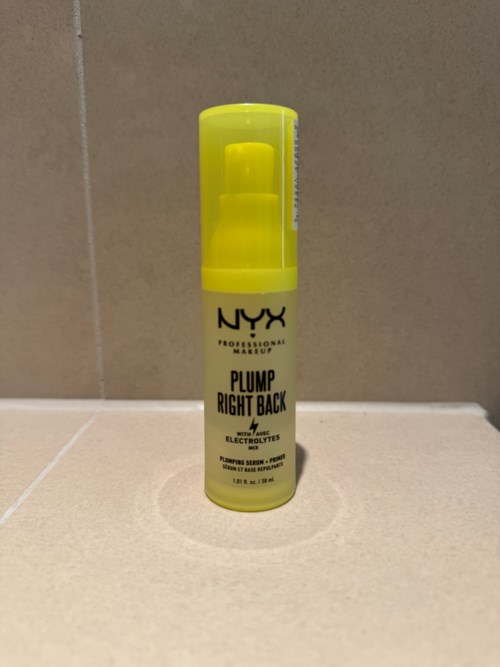 NYX
PROFESSIONAL
MAKEUP
PLUMP
RIGHT BACK
WITH AVEC
ELECTROLYTES
MIX
PLUMPING SERUM + PRIMER
SÉRUM ET BASE REPULPANTS
1.01 fl. oz. / 30 mL